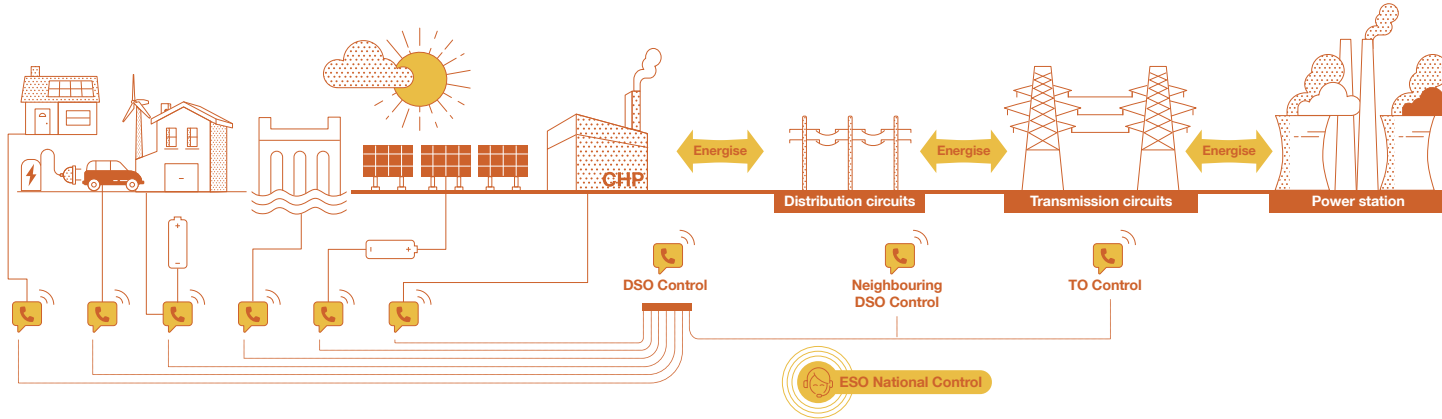 CHP
Energise
Energise
Energise
Distribution circuits
Transmission circuits
Power station
DSO Control
Neighbouring
DSO Control
TO Control
ESO National Control